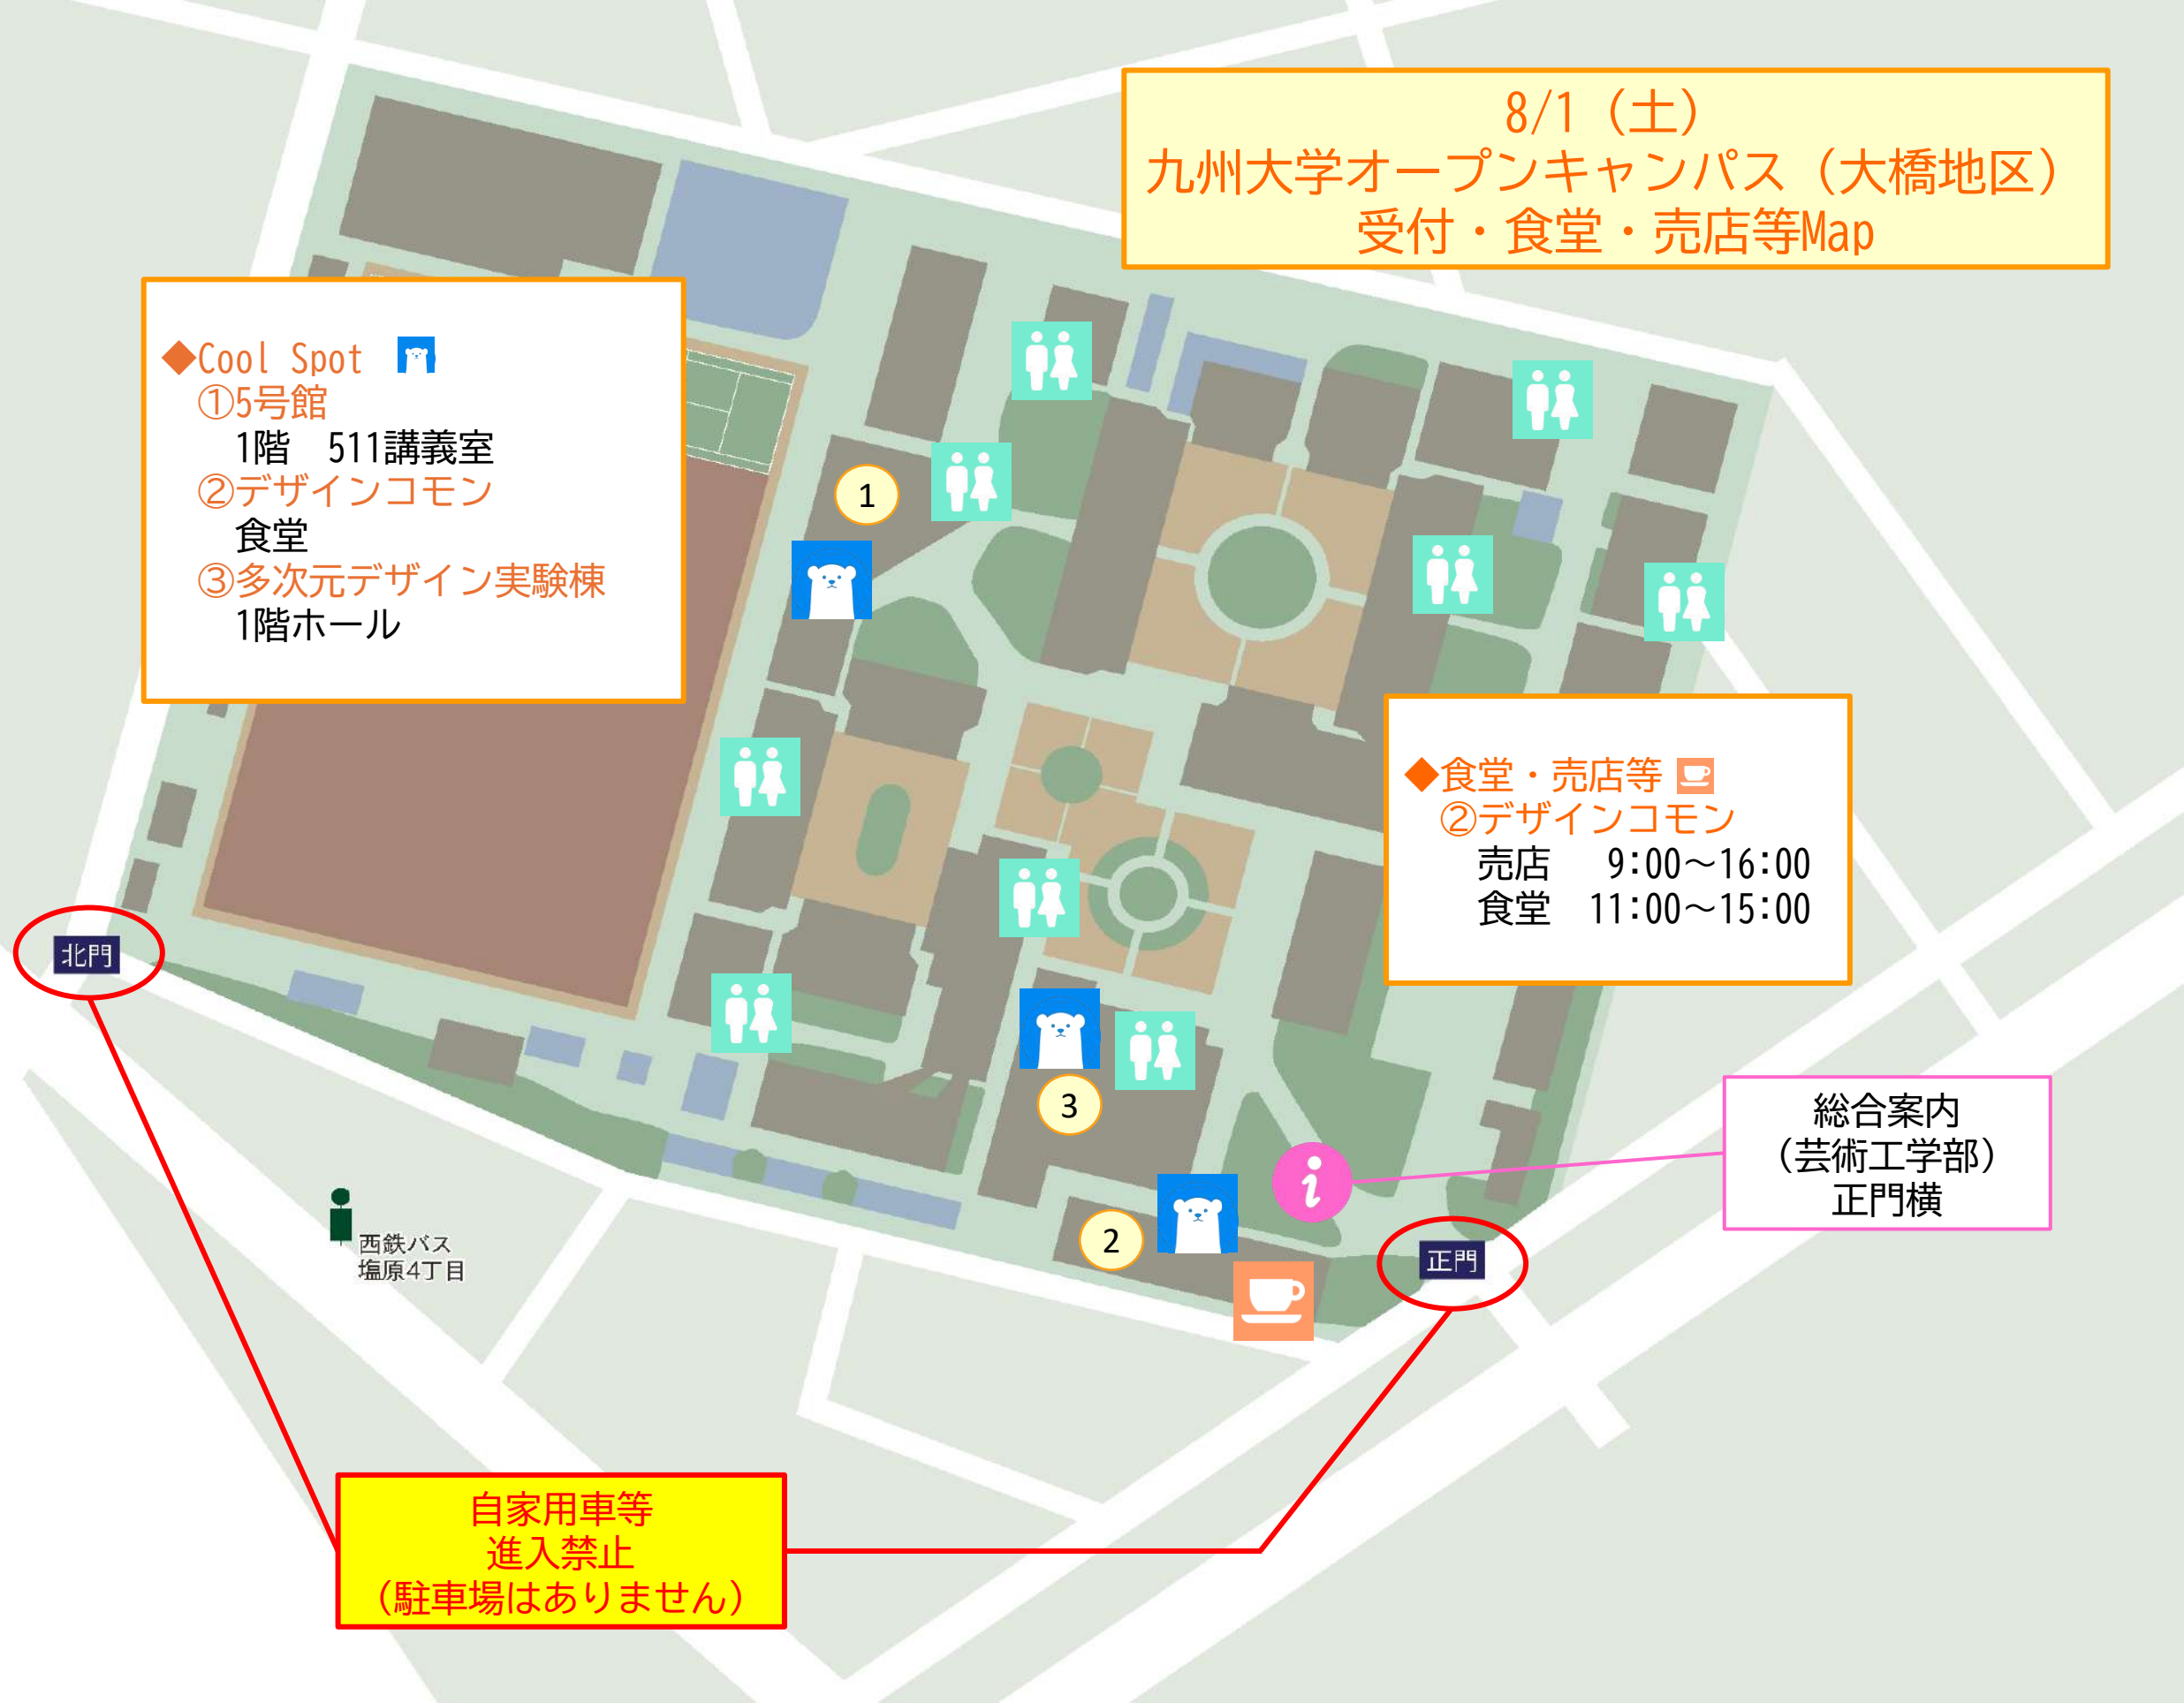 8/1（土）
九州大学オープンキャンパス（大橋地区）
受付・食堂・売店等Map
◆Cool Spot
①5号館
1階　511講義室
②デザインコモン
食堂
③多次元デザイン実験棟
1階ホール
1
◆食堂・売店等
②デザインコモン
売店　9:00～16:00
食堂　11:00～15:00
北門
3
総合案内
（芸術工学部）
正門横
i
2
正門
西鉄バス
塩原4丁目
自家用車等
進入禁止
（駐車場はありません）